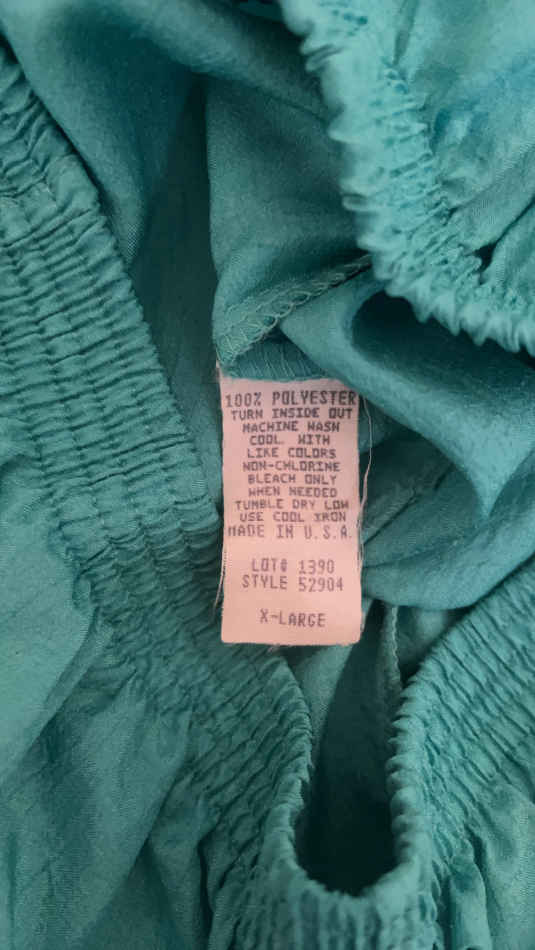 100% POLYESTER
TURN INSIDE OUT
MACHINE WASH
COOL. WITH
LIKE COLORS
NON-CHLORINE
BLEACH ONLY
WHEN NEEDED
TUMBLE DRY LOW
USE COOL IRON
MADE IN U.S.A.
LOT# 1390
STYLE 52904
X-LARGE